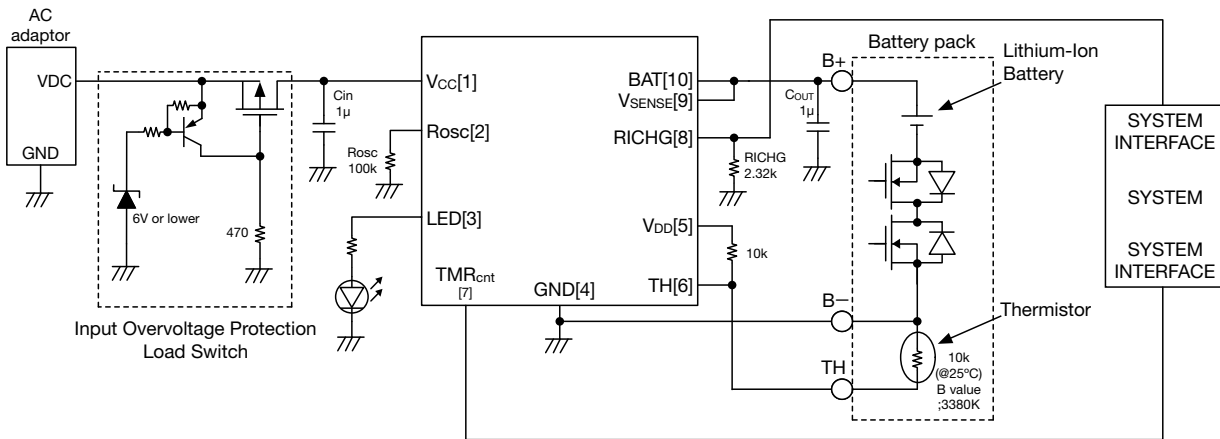 AC
adaptor
VDC
GND
6V or lower
470
Input Overvoltage Protection
Load Switch
Cin
1μ
Rosc
100k
VCC[1]
Rosc[2]
LED[3]
TMRcnt
[7]
GND[4]
BAT[10]
VSENSE[9]
RICHG[8]
VDD[5]
TH[6]
RICHG
2.32k
10k
COUT
1μ
B+
B−
TH
Battery pack
Lithium-Ion
Battery
Thermistor
10k
(@25ºC)
B value
;3380K
SYSTEM
INTERFACE
SYSTEM
SYSTEM
INTERFACE